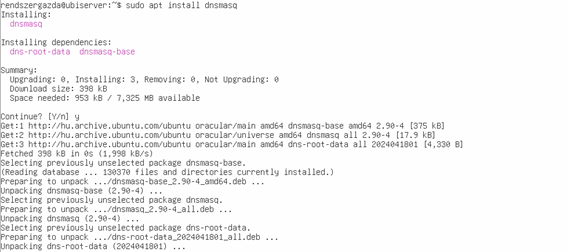 rendszergazda@ubiserver:~$ sudo apt install dnsmasq
Installing:
dnsmasq
Installing dependencies:
dns-root-data dnsmasq-base
Summary:
Upgrading: 0, Installing: 3, Removing: 0, Not Upgrading: 0
Download size: 398 kB
Space needed: 953 kB / 7,325 MB available
Continue? [Y/n] y
Get:1 http://hu.archive.ubuntu.com/ubuntu oracular/main amd64 dnsmasq-base amd64 2.90-4 [375 kB]
Get:2 http://hu.archive.ubuntu.com/ubuntu oracular/universe amd64 dnsmasq all 2.90-4 [17.9 kB]
Get:3 http://hu.archive.ubuntu.com/ubuntu oracular/main amd64 dns-root-data all 2024041801 [4,330 B]
Fetched 398 kB in 0s (1,998 kB/s)
Selecting previously unselected package dnsmasq-base.
(Reading database ... 130370 files and directories currently installed.)
Preparing to unpack .../dnsmasq-base_2.90-4_amd64.deb ...
Unpacking dnsmasq-base (2.90-4) ...
Selecting previously unselected package dnsmasq.
Preparing to unpack .../dnsmasq_2.90-4_all.deb ...
Unpacking dnsmasq (2.90-4) ...
Selecting previously unselected package dns-root-data.
Preparing to unpack .../dns-root-data_2024041801_all.deb ...
Unpacking dns-root-data (2024041801) ...